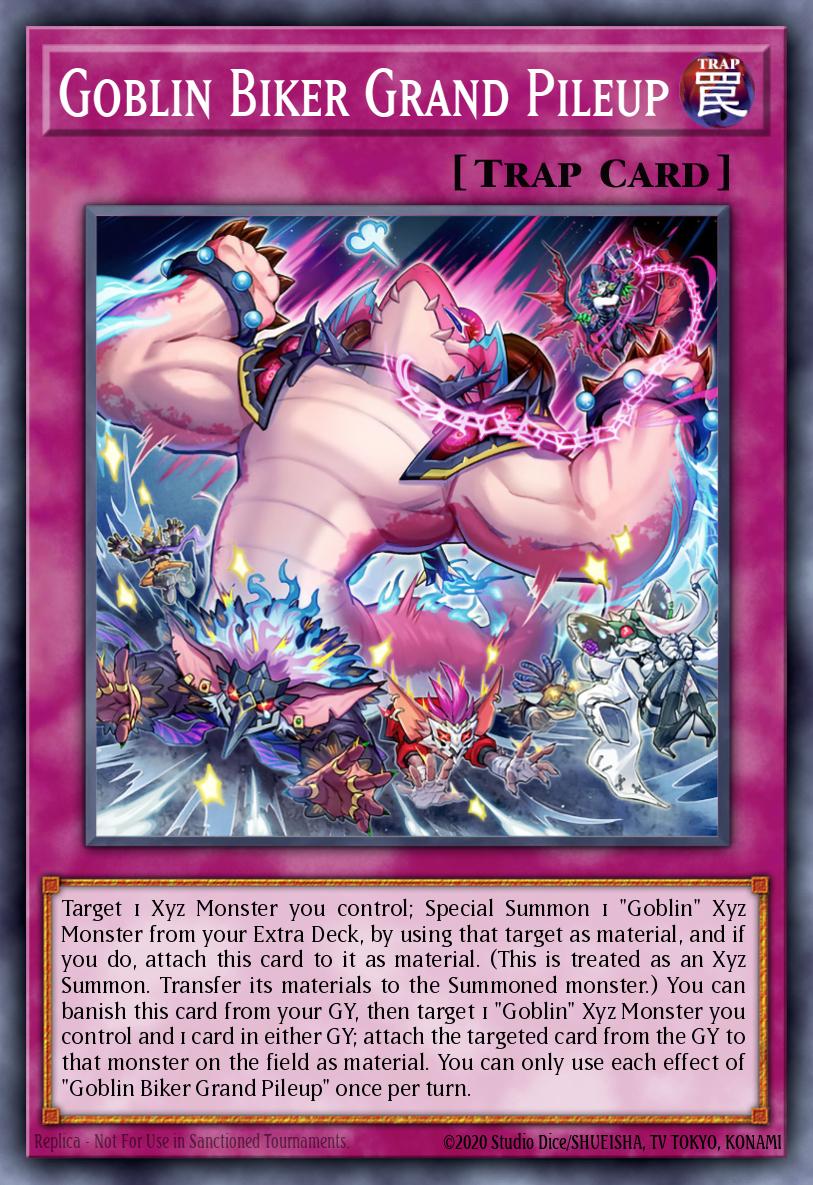 Goblin Biker Grand Pileup
TRAP
罠
[Trap Card]
Target 1 Xyz Monster you control; Special Summon 1 "Goblin" Xyz
Monster from your Extra Deck, by using that target as material, and if
you do, attach this card to it as material. (This is treated as an Xyz
Summon. Transfer its materials to the Summoned monster.) You can
banish this card from your GY, then target 1 "Goblin" Xyz Monster you
control and 1 card in either GY; attach the targeted card from the GY to
that monster on the field as material. You can only use each effect of
"Goblin Biker Grand Pileup" once per turn.
Replica - Not For Use in Sanctioned Tournaments.
©2020 Studio Dice/SHUEISHA, TV TOKYO, KONAMI